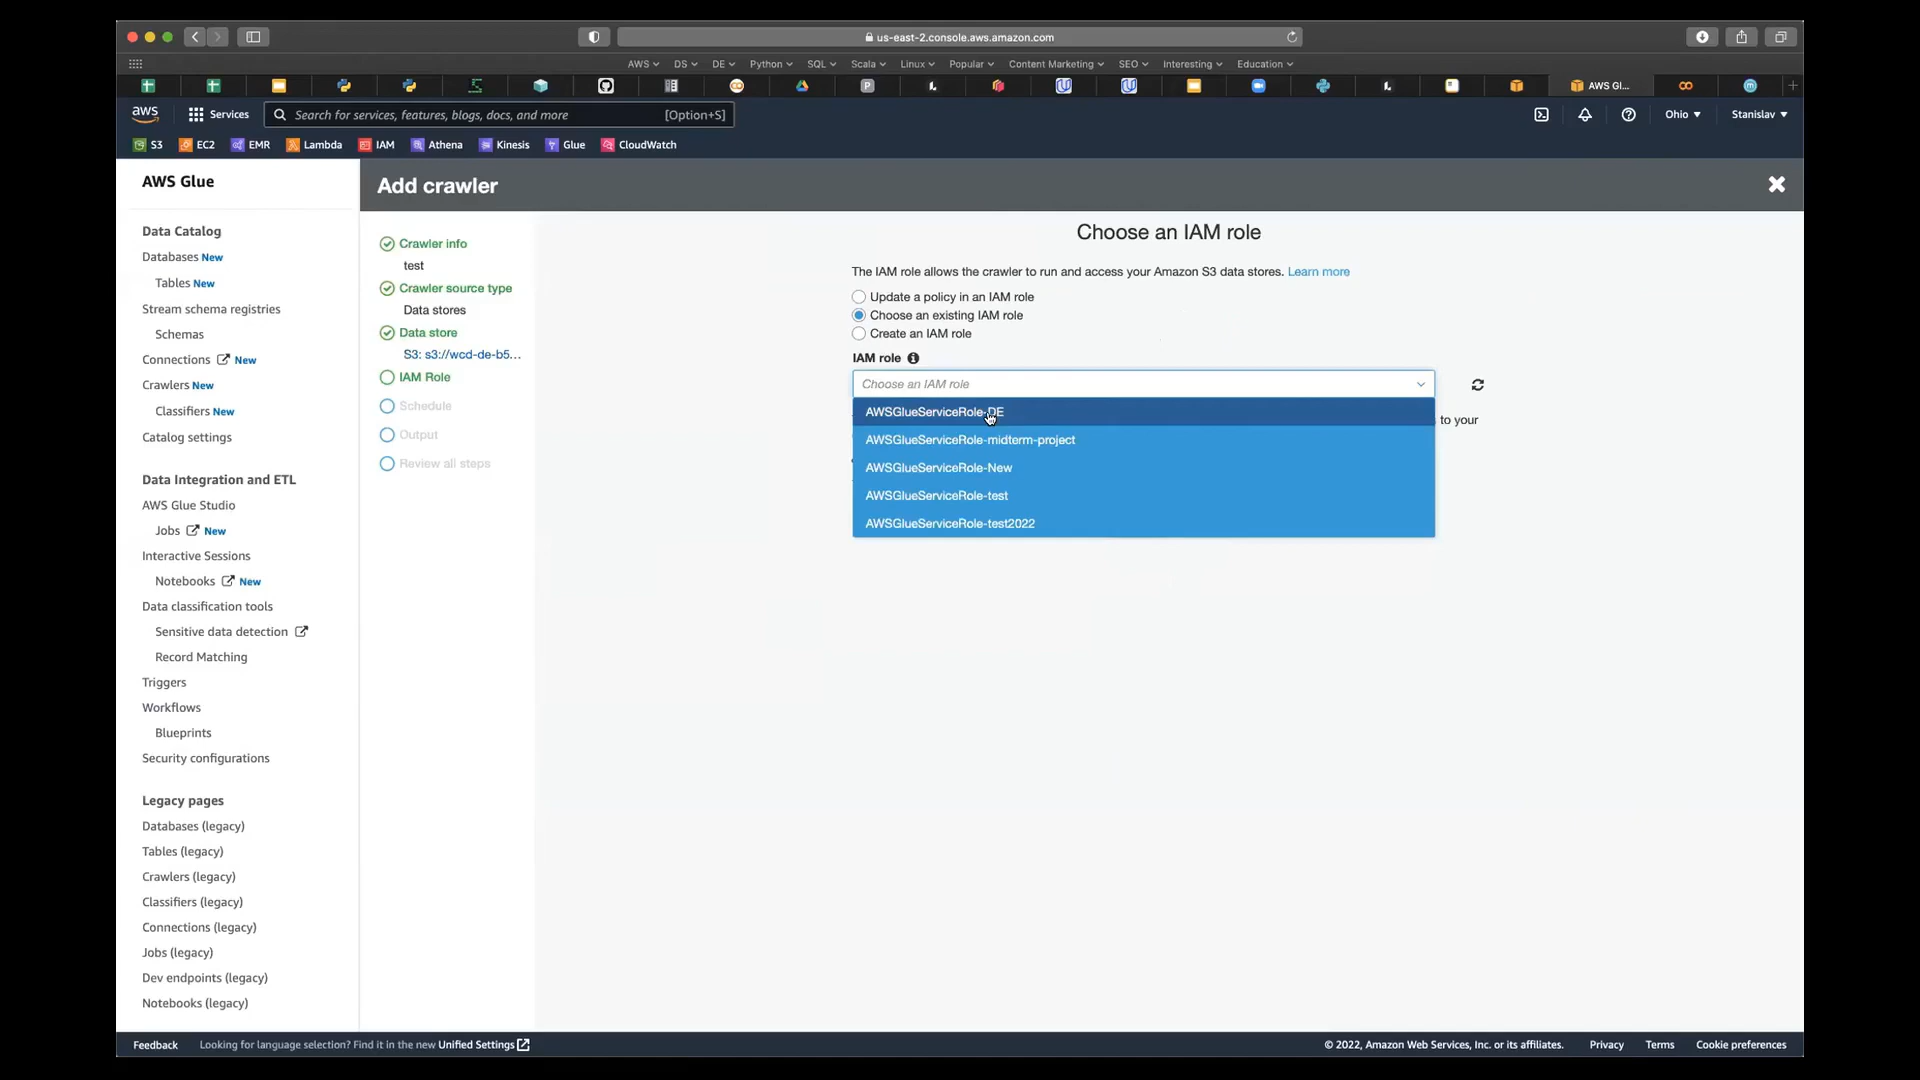 us-east-2.console.aws.amazon.com
AWS DS DE Python SQL Scala Linux Popular Content Marketing SEO Interesting Education
AWS Gl...
aws Services Search for services, features, blogs, docs, and more [Option+S] Ohio Stanislav
S3 EC2 EMR Lambda IAM Athena Kinesis Glue CloudWatch
AWS Glue
Data Catalog
Databases New
Tables New
Stream schema registries
Schemas
Connections New
Crawlers New
Classifiers New
Catalog settings
Data Integration and ETL
AWS Glue Studio
Jobs New
Interactive Sessions
Notebooks New
Data classification tools
Sensitive data detection
Record Matching
Triggers
Workflows
Blueprints
Security configurations
Legacy pages
Databases (legacy)
Tables (legacy)
Crawlers (legacy)
Classifiers (legacy)
Connections (legacy)
Jobs (legacy)
Dev endpoints (legacy)
Notebooks (legacy)
Add crawler
Crawler info
test
Crawler source type
Data stores
Data store
S3: s3://wcd-de-b5...
IAM Role
Schedule
Output
Review all steps
Choose an IAM role
The IAM role allows the crawler to run and access your Amazon S3 data stores. Learn more
Update a policy in an IAM role
Choose an existing IAM role
Create an IAM role
IAM role
Choose an IAM role
AWSGlueServiceRole-DE
to your
AWSGlueServiceRole-midterm-project
AWSGlueServiceRole-New
AWSGlueServiceRole-test
AWSGlueServiceRole-test2022
Feedback Looking for language selection? Find it in the new Unified Settings © 2022, Amazon Web Services, Inc. or its affiliates. Privacy Terms Cookie preferences